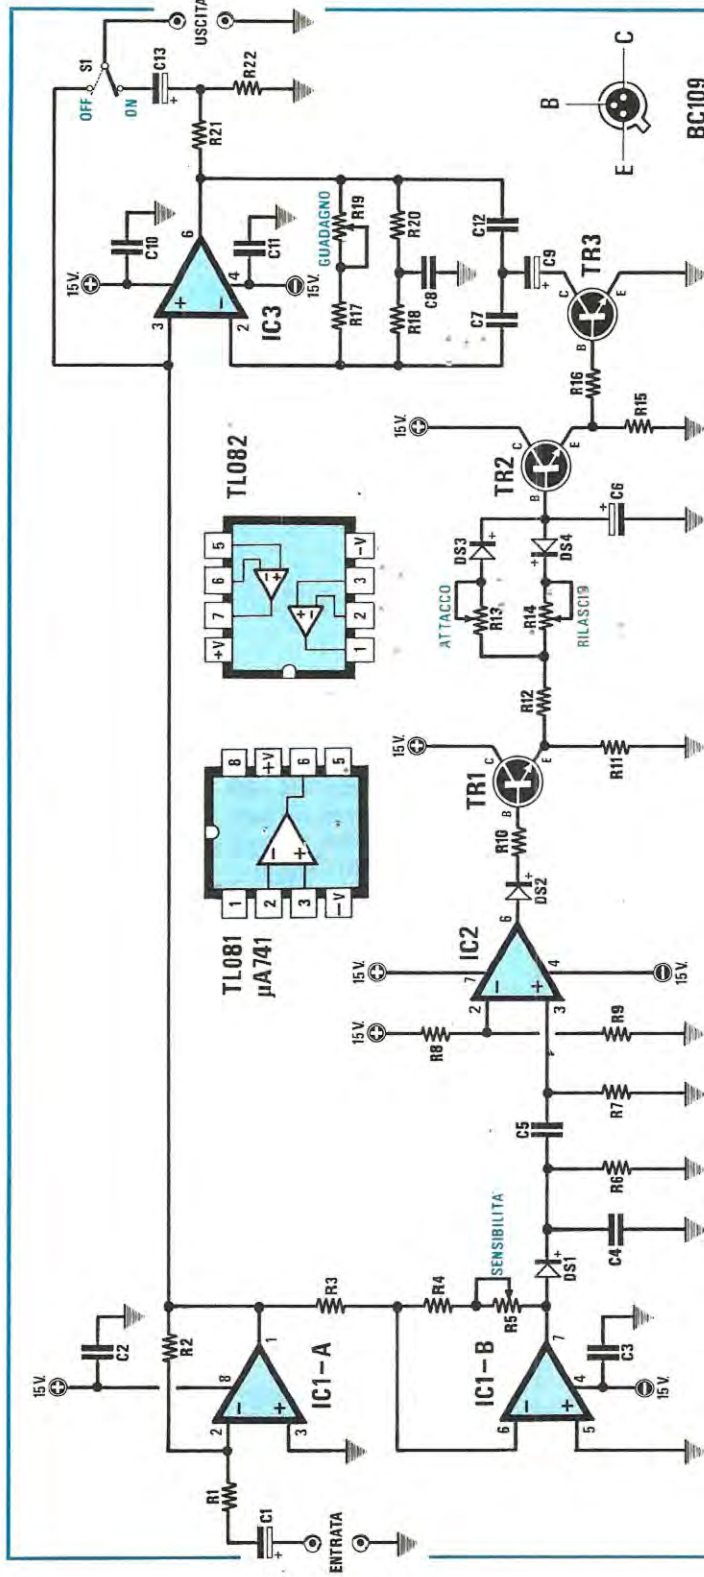 ENTRATA
C1
+
R1
2
3
-
+
IC1-A
1
8
15 V.
C2
R2
R3
R4
R5
SENSIBILITA'
6
5
-
+
IC1-B
7
4
C3
15 V.
DS1
+
C4
R6
C5
R7
15 V.
R8
R9
2
3
-
+
IC2
7
15 V.
6
4
15 V.
DS2
+
R10
B
C
E
TR1
15 V.
R11
R12
ATTACCO
R13
DS3
+
R14
RILASCIO
DS4
+
C6
+
TR2
15 V.
B
C
E
R15
R16
TR3
B
C
E
C9
+
C7
C12
R18
R20
C8
R17
GUADAGNO
R19
IC3
3
2
+
-
6
4
15 V.
C10
15 V.
C11
R21
R22
C13
+
S1
OFF
ON
USCITA
TL081
µA741
1
2
3
-V
8
+V
6
5
-
+
TL082
+V
7
6
5
1
2
3
-V
B
E
C
BC109